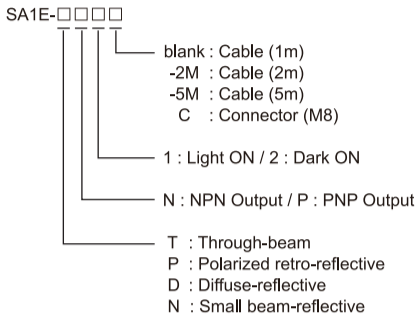 SA1E-□□□□
blank : Cable (1m)
-2M : Cable (2m)
-5M : Cable (5m)
C : Connector (M8)
1 : Light ON / 2 : Dark ON
N : NPN Output / P : PNP Output
T : Through-beam
P : Polarized retro-reflective
D : Diffuse-reflective
N : Small beam-reflective